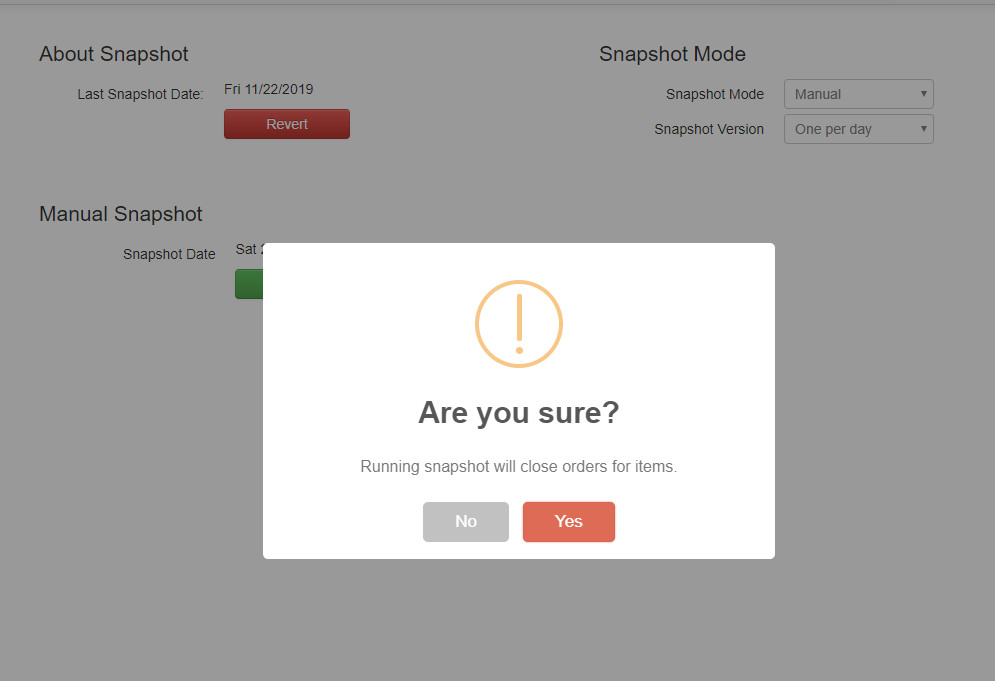 About Snapshot
Snapshot Mode
Last Snapshot Date: Fri 11/22/2019
Revert
Snapshot Mode Manual
Snapshot Version One per day
Manual Snapshot
Snapshot Date Sat
Are you sure?
Running snapshot will close orders for items.
No Yes